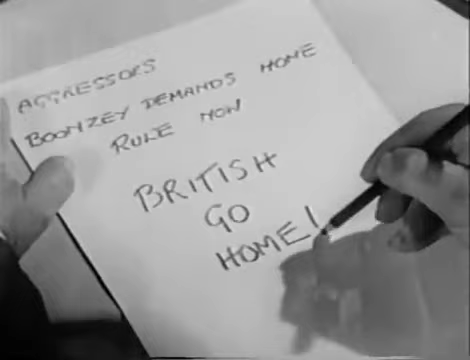 AGGRESSORS
BOONZEY DEMANDS HOME
RULE NOW
BRITISH
GO
HOME!